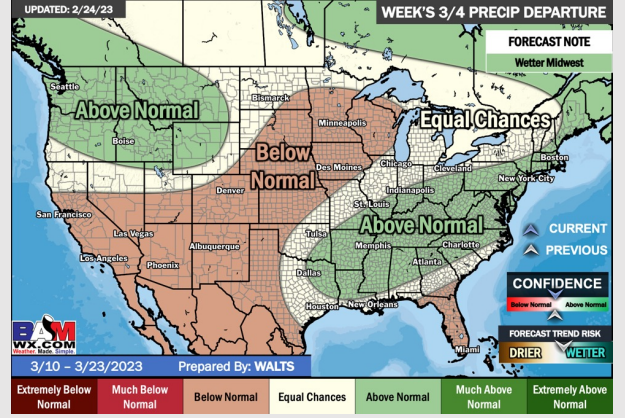 UPDATED: 2/24/23
WEEK'S 3/4 PRECIP DEPARTURE
FORECAST NOTE
Wetter Midwest
Seattle
Above Normal
Boise
Bismarck
Minneapolis
Equal Chances
Below
Normal
Des Moines
Chicago
Cleveland
Boston
New York City
Denver
Indianapolis
St. Louis
San Francisco
Above Normal
Las Vegas
Tulsa
Memphis
Charlotte
Los Angeles
Phoenix
Albuquerque
Atlanta
Dallas
Houston
New Orleans
Miami
CURRENT
PREVIOUS
CONFIDENCE
Below Normal
Above Normal
FORECAST TREND RISK
DRIER
WETTER
BAM
WX.COM
Weather. Made. Simple.
3/10 – 3/23/2023
Prepared By: WALTS
Extremely Below
Normal
Much Below
Normal
Below Normal
Equal Chances
Above Normal
Much Above
Normal
Extremely Above
Normal